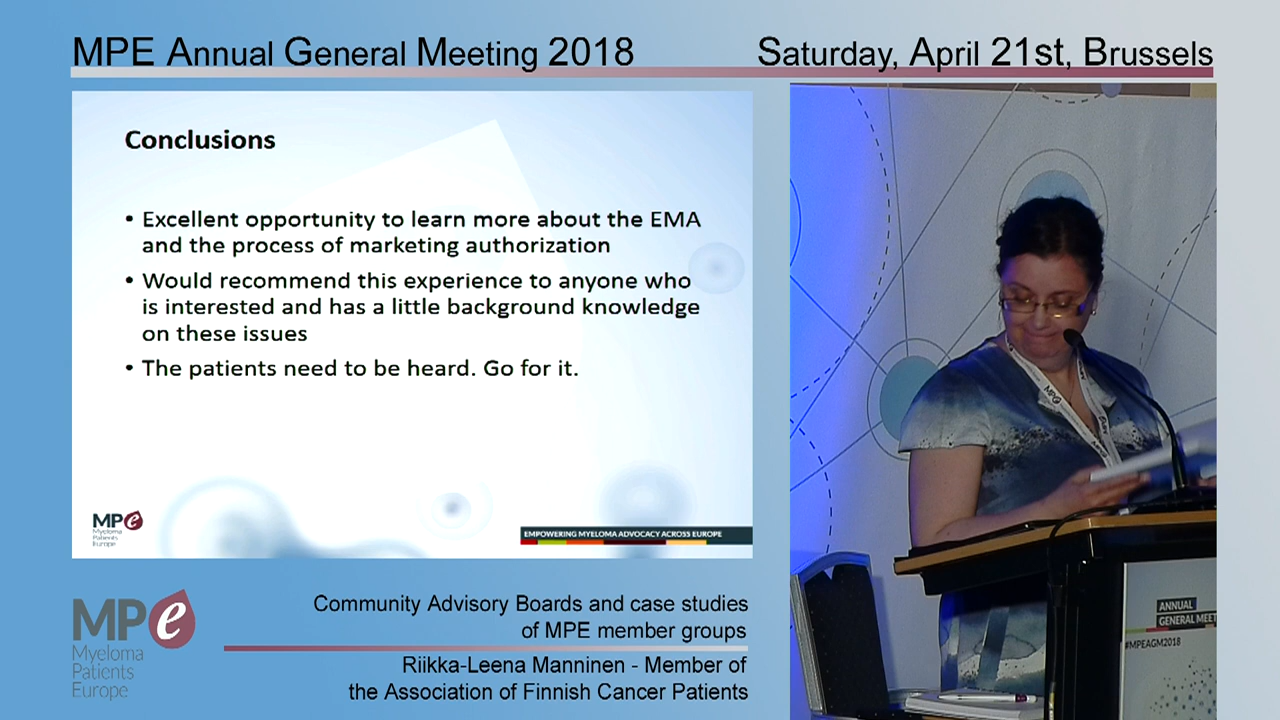 MPE Annual General Meeting 2018
Saturday, April 21st, Brussels
Conclusions
• Excellent opportunity to learn more about the EMA
and the process of marketing authorization
• Would recommend this experience to anyone who
is interested and has a little background knowledge
on these issues
• The patients need to be heard. Go for it.
MPe
Myeloma
Patients
Europe
EMPOWERING MYELOMA ADVOCACY ACROSS EUROPE
MPe
Myeloma
Patients
Europe
Community Advisory Boards and case studies
of MPE member groups
Riikka-Leena Manninen - Member of
the Association of Finnish Cancer Patients
MPe
ANNUAL
GENERAL MEET
#MPEAGM2018